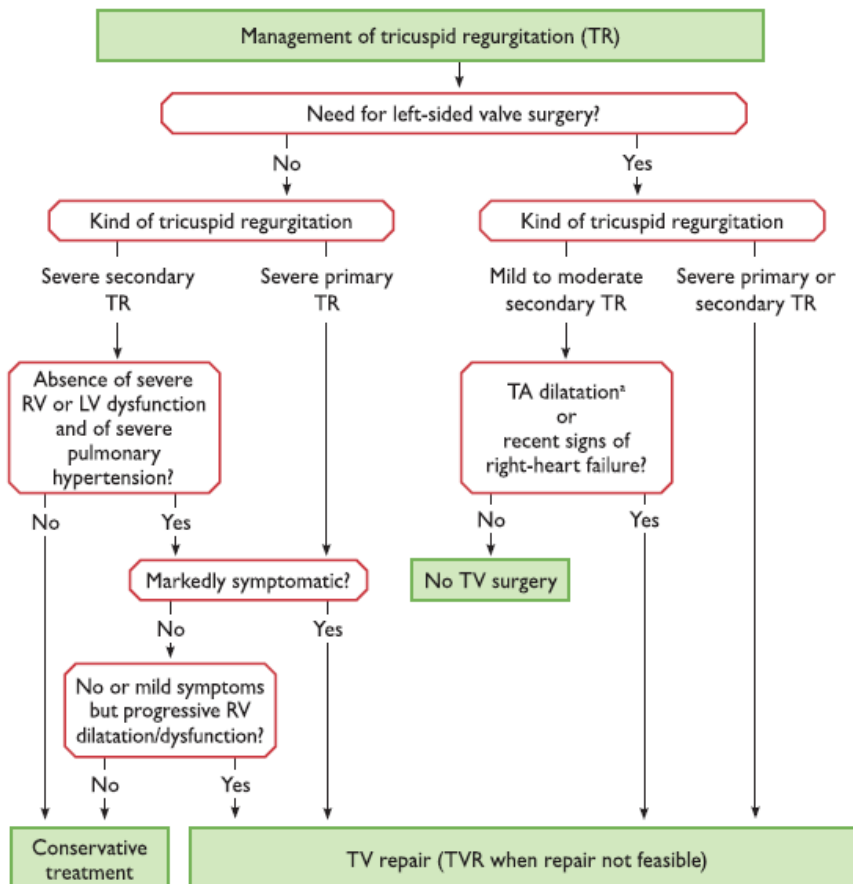 Management of tricuspid regurgitation (TR)
Need for left-sided valve surgery?
No
Yes
Kind of tricuspid regurgitation
Kind of tricuspid regurgitation
Severe secondary
TR
Severe primary
TR
Mild to moderate
secondary TR
Severe primary or
secondary TR
Absence of severe
RV or LV dysfunction
and of severe
pulmonary
hypertension?
TA dilatationᵃ
or
recent signs of
right-heart failure?
No
Yes
No
Yes
Markedly symptomatic?
No TV surgery
No
Yes
No or mild symptoms
but progressive RV
dilatation/dysfunction?
No
Yes
Conservative
treatment
TV repair (TVR when repair not feasible)